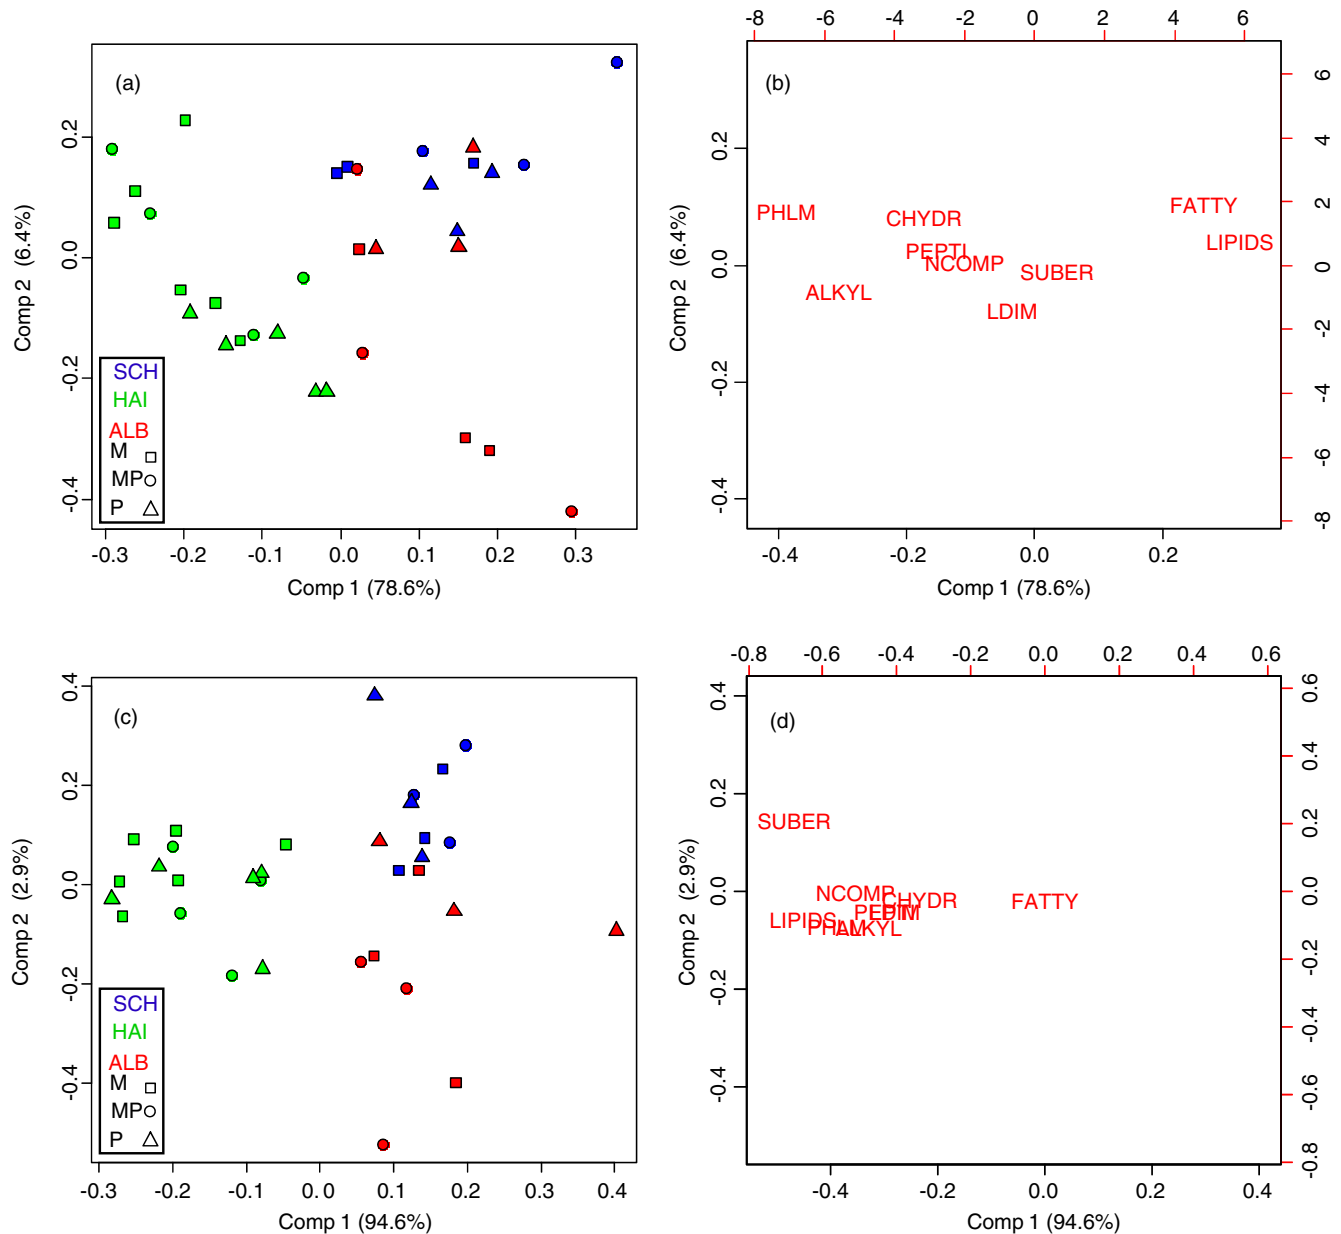 (a)
0.2
0.0
-0.2
-0.4
Comp 2 (6.4%)
SCH
HAI
ALB
M
MP
P
-0.3 -0.2 -0.1 0.0 0.1 0.2 0.3
Comp 1 (78.6%)
-8 -6 -4 -2 0 2 4 6
(b)
0.2
0.0
-0.2
-0.4
Comp 2 (6.4%)
PHLM
CHYDR
FATTY
PEPTI
LIPIDS
NCOMP
SUBER
ALKYL
LDIM
6
4
2
0
-2
-4
-6
-8
-0.4 -0.2 0.0 0.2
Comp 1 (78.6%)
(c)
0.4
0.2
0.0
-0.2
-0.4
Comp 2 (2.9%)
SCH
HAI
ALB
M
MP
P
-0.3 -0.2 -0.1 0.0 0.1 0.2 0.3 0.4
Comp 1 (94.6%)
-0.8 -0.6 -0.4 -0.2 0.0 0.2 0.4 0.6
(d)
0.4
0.2
0.0
-0.2
-0.4
Comp 2 (2.9%)
SUBER
NCOMP
CHYDR
FATTY
PEPTI
LDIM
LIPIDS
PHLM
ALKYL
0.6
0.4
0.2
0.0
-0.2
-0.4
-0.6
-0.8
-0.4 -0.2 0.0 0.2 0.4
Comp 1 (94.6%)